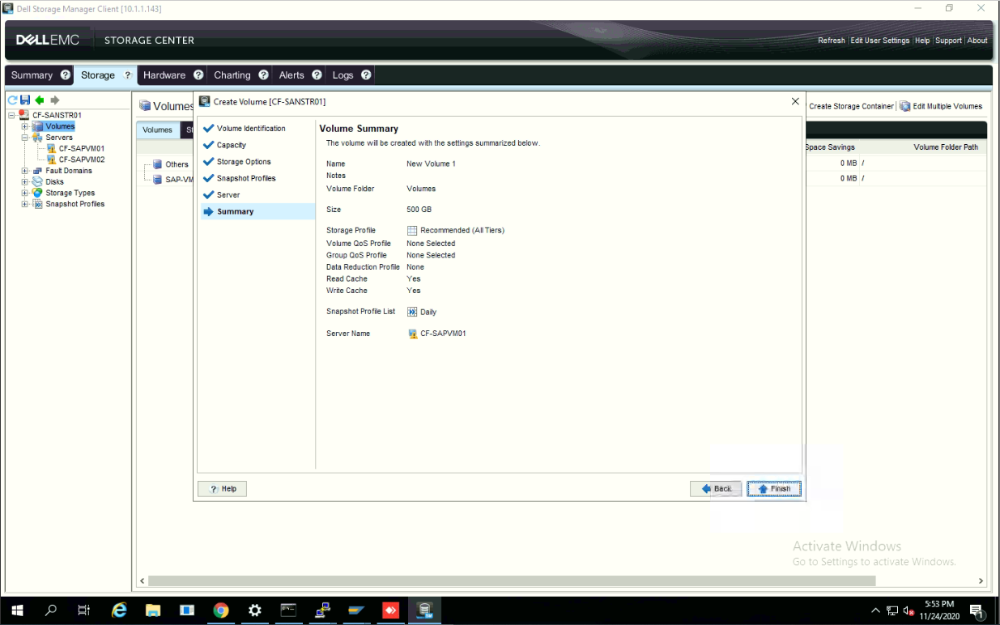 Dell Storage Manager Client [10.1.1.143]
DELLEMC STORAGE CENTER
Refresh | Edit User Settings | Help | Support | About
Summary ? Storage ? Hardware ? Charting ? Alerts ? Logs ?
CF-SANSTR01
Volumes
Servers
CF-SAPVM01
CF-SAPVM02
Fault Domains
Disks
Storage Types
Snapshot Profiles
Volumes
Create Storage Container | Edit Multiple Volumes
Volumes
Space Savings Volume Folder Path
Others 0 MB /
SAP-VM 0 MB /
Create Volume [CF-SANSTR01]
Volume Identification
Capacity
Storage Options
Snapshot Profiles
Server
Summary
Volume Summary
The volume will be created with the settings summarized below.
Name New Volume 1
Notes
Volume Folder Volumes
Size 500 GB
Storage Profile Recommended (All Tiers)
Volume QoS Profile None Selected
Group QoS Profile None Selected
Data Reduction Profile None
Read Cache Yes
Write Cache Yes
Snapshot Profile List Daily
Server Name CF-SAPVM01
? Help
Back Finish
Activate Windows
Go to Settings to activate Windows.
5:53 PM
11/24/2020
1